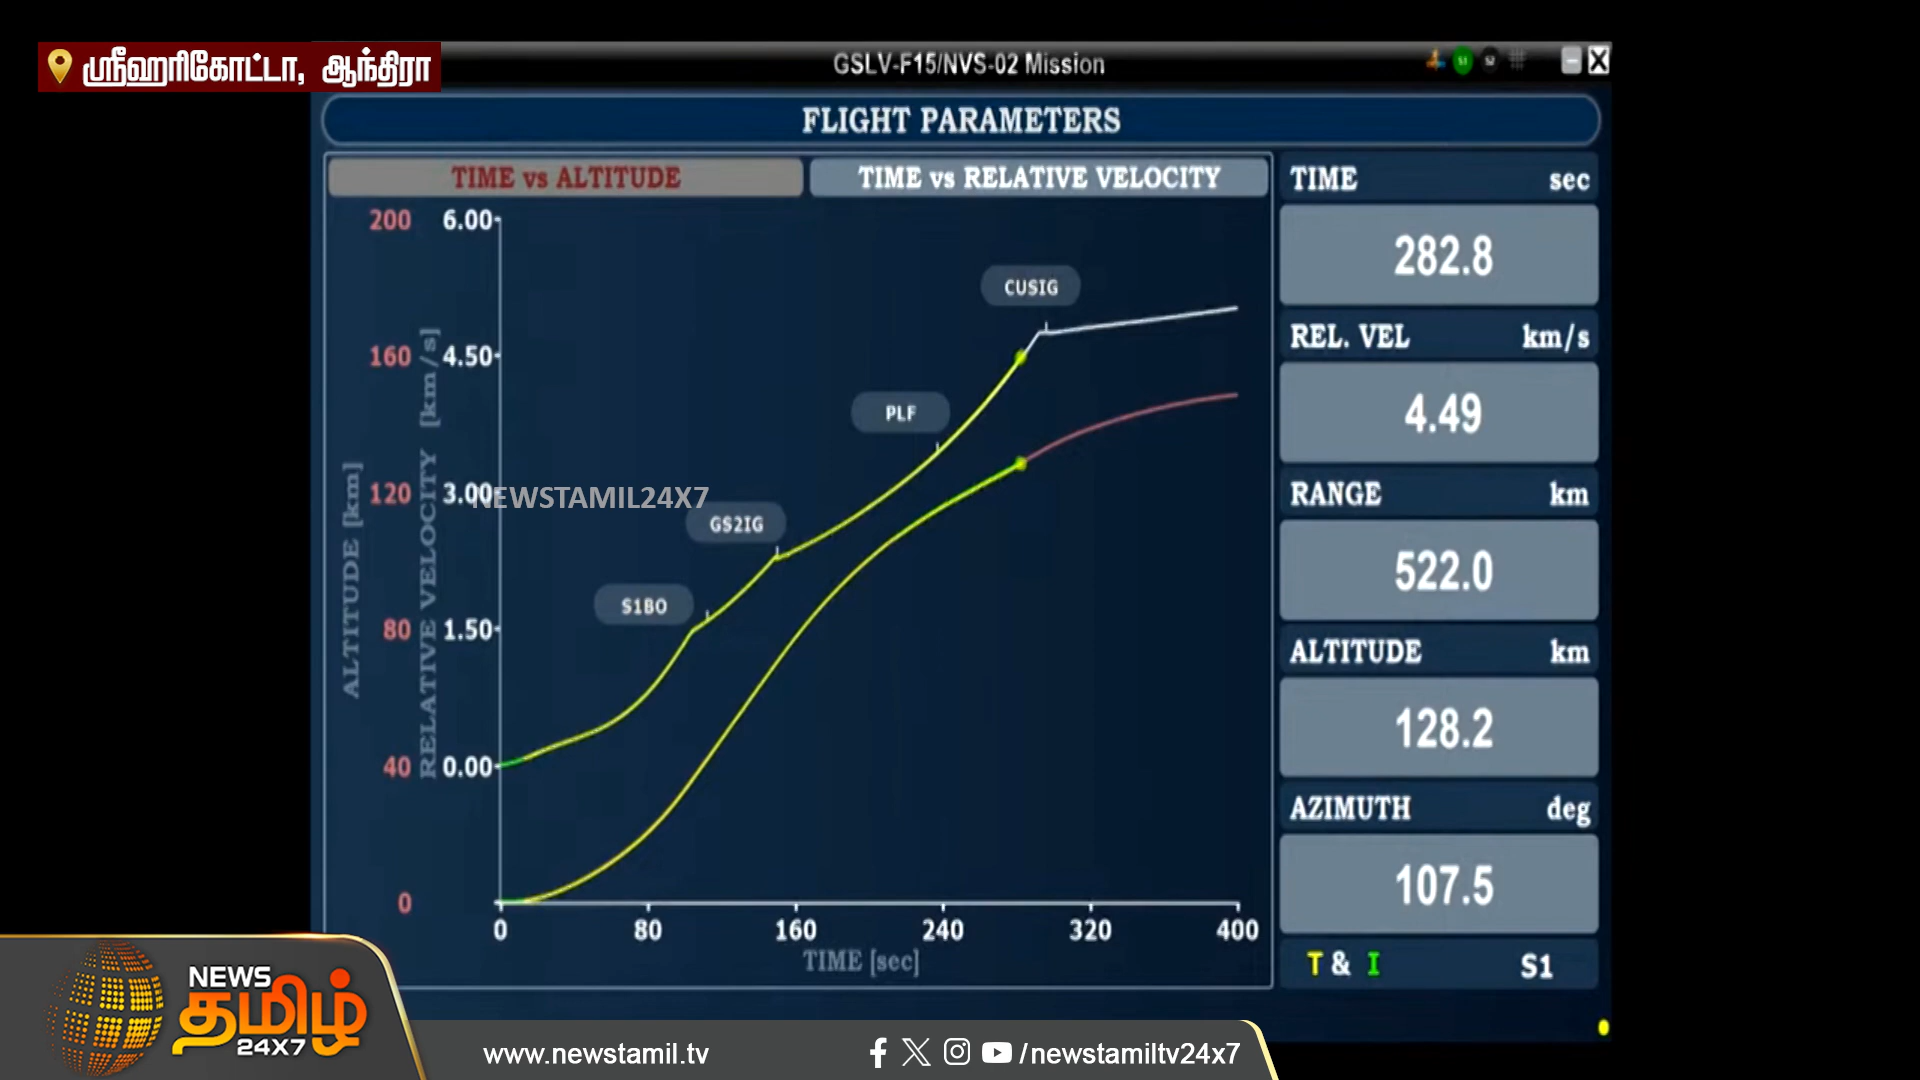 ஸ்ரீஹரிகோட்டா, ஆந்திரா
GSLV-F15/NVS-02 Mission
S1
S2
FLIGHT PARAMETERS
TIME vs ALTITUDE
TIME vs RELATIVE VELOCITY
200
160
120
80
40
0
ALTITUDE [km]
6.00
4.50
3.00
1.50
0.00
RELATIVE VELOCITY [km/s]
CUSIG
PLF
GS2IG
S1BO
NEWSTAMIL24X7
0 80 160 240 320 400
TIME [sec]
TIME sec
282.8
REL. VEL km/s
4.49
RANGE km
522.0
ALTITUDE km
128.2
AZIMUTH deg
107.5
T & I S1
NEWS
தமிழ்
24X7
www.newstamil.tv
/newstamiltv24x7